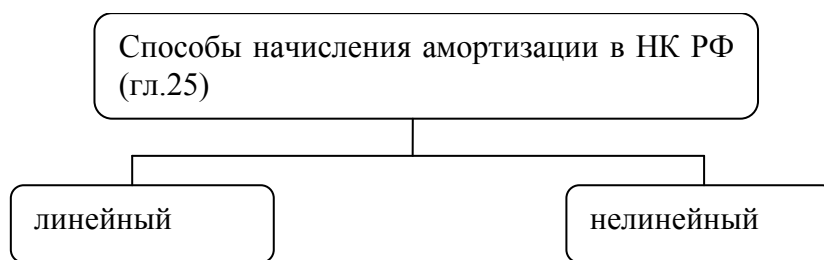 Способы начисления амортизации в НК РФ
(гл.25)
линейный
нелинейный